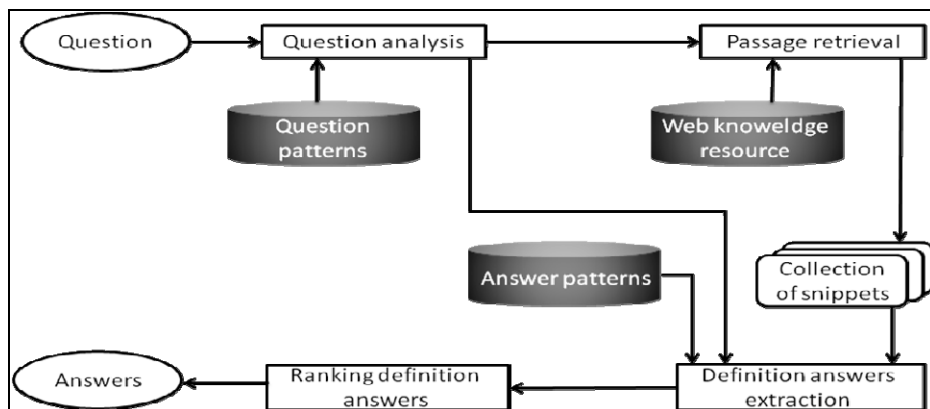 Question
Question analysis
Passage retrieval
Question
patterns
Web knoweldge
resource
Answer patterns
Collection
of snippets
Answers
Ranking definition
answers
Definition answers
extraction